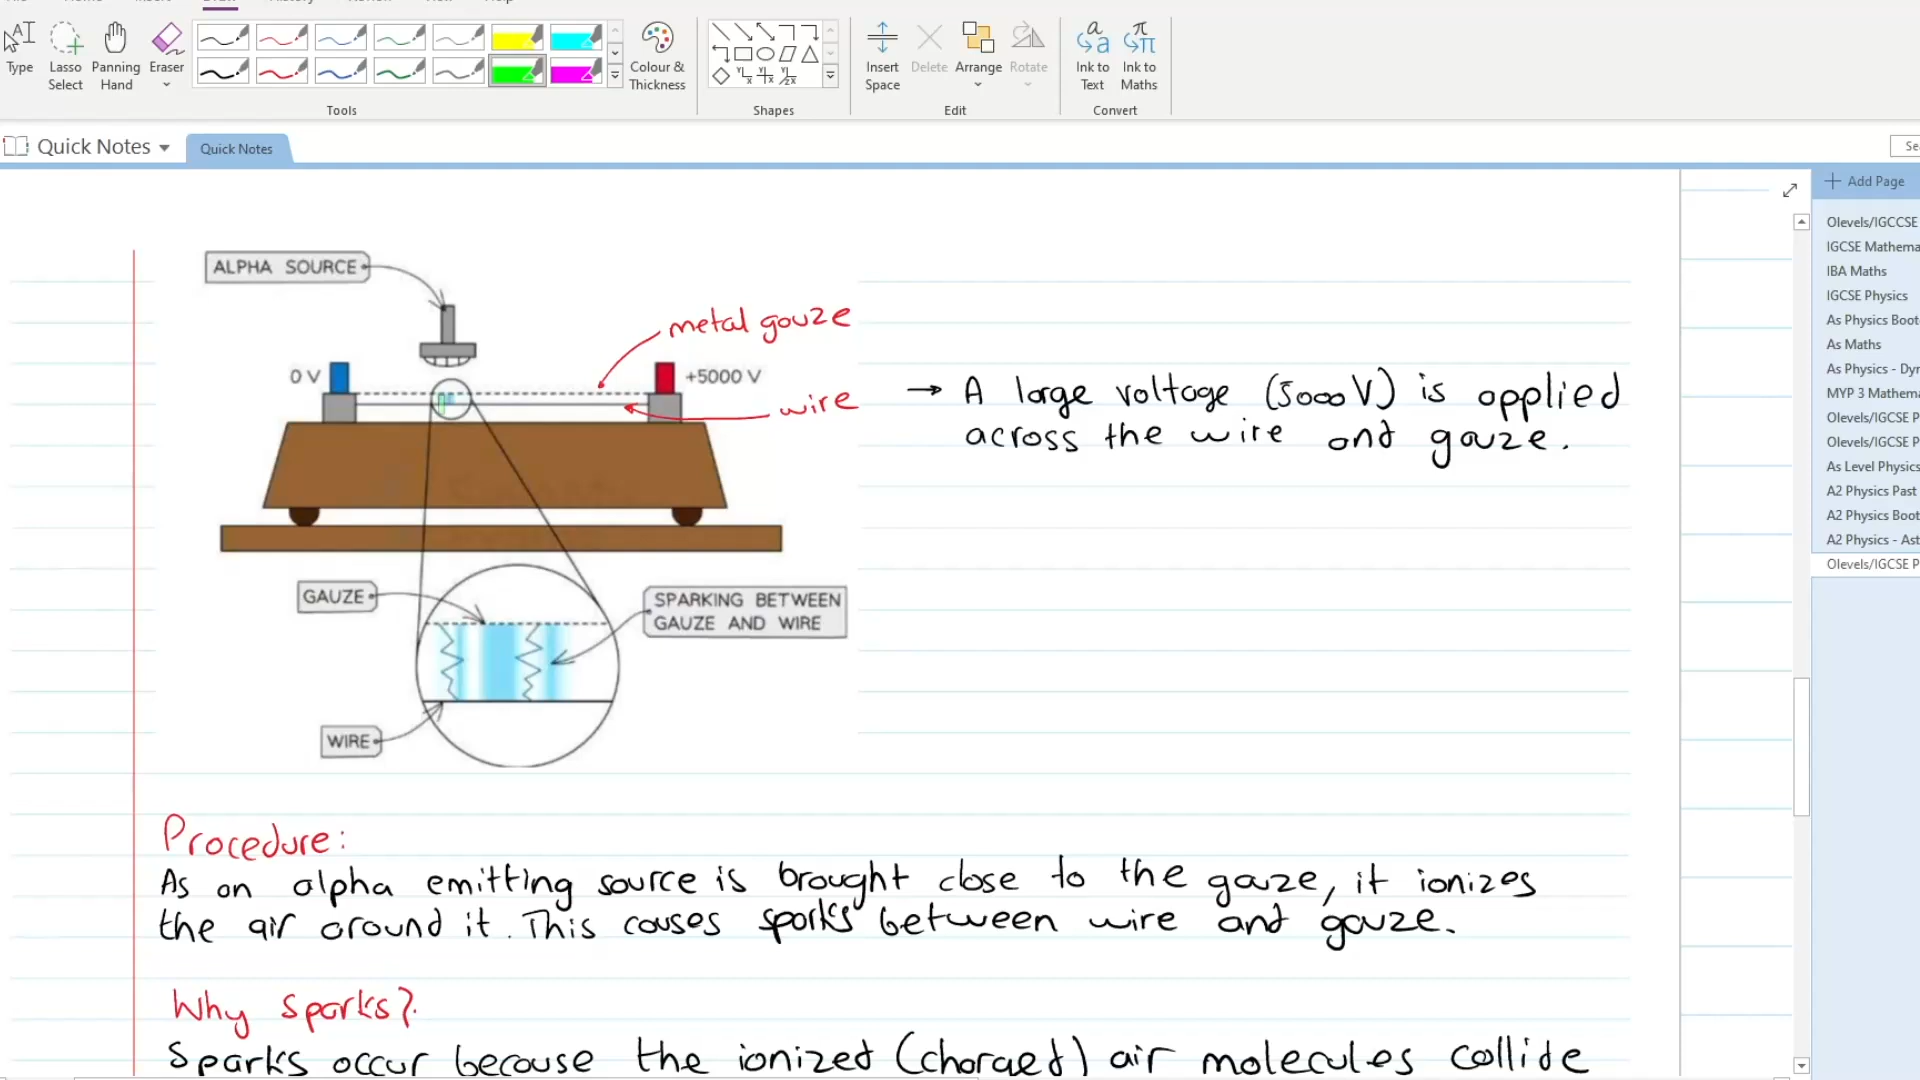 History
Help
Type
Lasso Select
Panning Hand
Eraser
Colour & Thickness
Insert Space
Delete
Arrange
Rotate
Ink to Text
Ink to Maths
Tools
Shapes
Edit
Convert
Quick Notes
Quick Notes
Add Page
Olevels/IGCCSE
IGCSE Mathema
IBA Maths
IGCSE Physics
As Physics Boot
As Maths
As Physics - Dyr
MYP 3 Mathema
Olevels/IGCSE P
Olevels/IGCSE P
As Level Physics
A2 Physics Past
A2 Physics Boot
A2 Physics - Ast
Olevels/IGCSE P
ALPHA SOURCE
metal gouze
0 V
+5000 V
wire
→ A large voltage (5000V) is applied
across the wire and gauze.
GAUZE
SPARKING BETWEEN
GAUZE AND WIRE
WIRE
Procedure:
As an alpha emitting source is brought close to the gauze, it ionizes
the air around it. This causes sparks between wire and gauze.
Why Sparks?
Sparks occur because the ionized (charged) air molecules collide